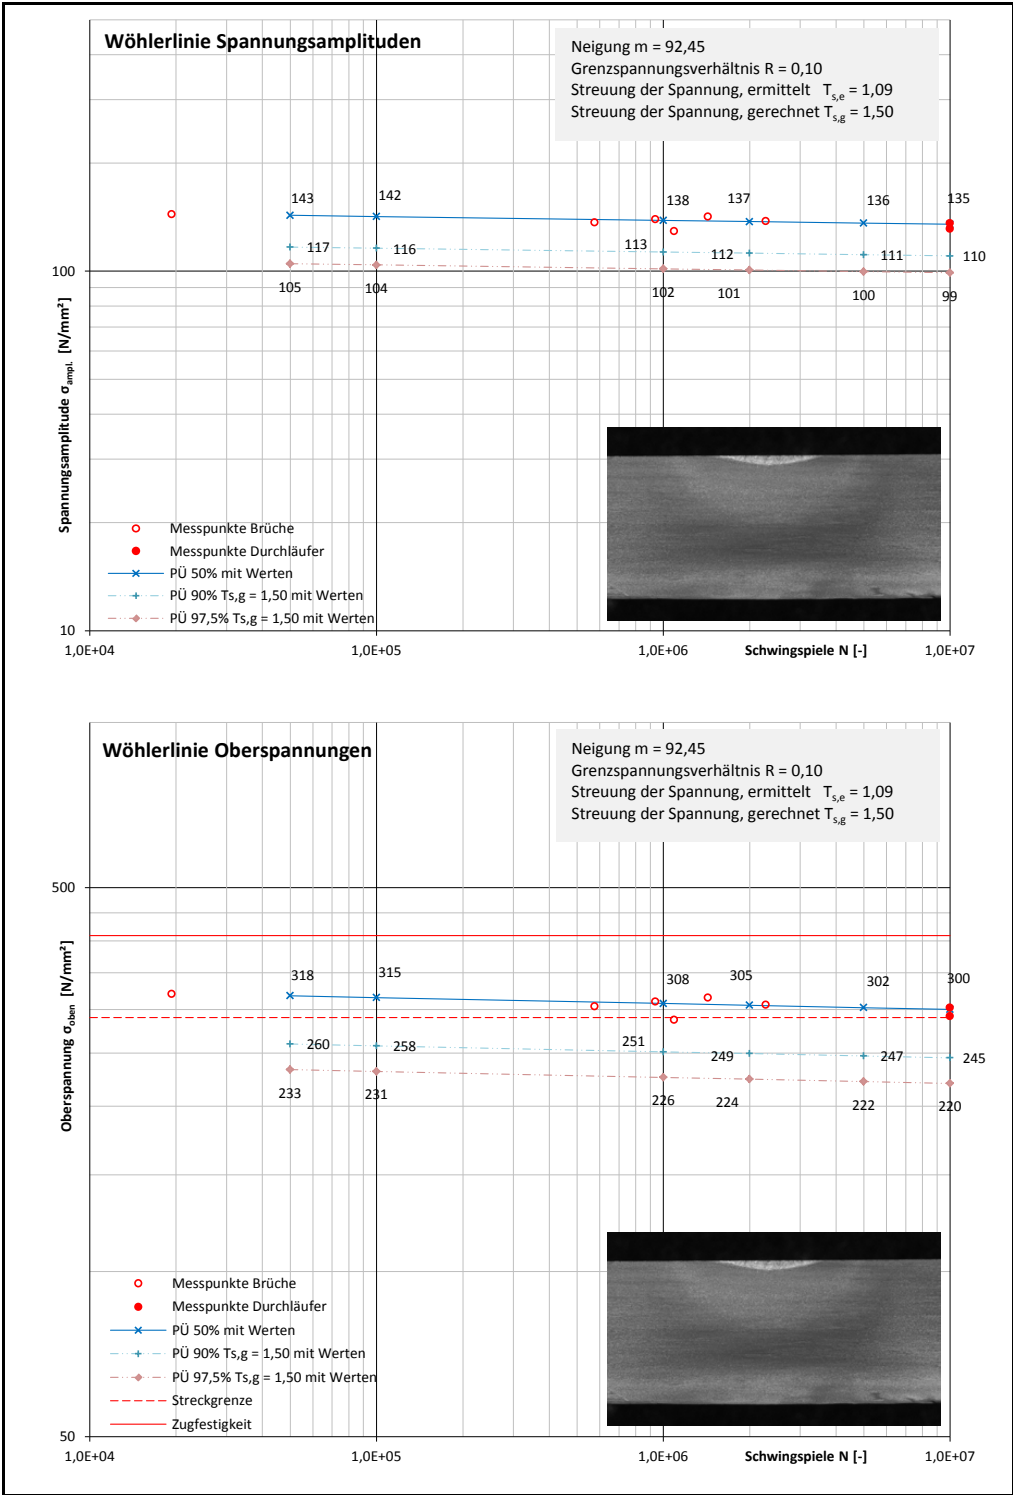 Wöhlerlinie Spannungsamplituden
Neigung m = 92,45
Grenzspannungsverhältnis R = 0,10
Streuung der Spannung, ermittelt T_s,e = 1,09
Streuung der Spannung, gerechnet T_s,g = 1,50
143
142
138
137
136
135
117
116
113
112
111
110
100
105
104
102
101
100
99
Spannungsamplitude σ_ampl. [N/mm²]
Messpunkte Brüche
Messpunkte Durchläufer
PÜ 50% mit Werten
PÜ 90% Ts,g = 1,50 mit Werten
PÜ 97,5% Ts,g = 1,50 mit Werten
10
1,0E+04
1,0E+05
1,0E+06
Schwingspiele N [-]
1,0E+07
Wöhlerlinie Oberspannungen
Neigung m = 92,45
Grenzspannungsverhältnis R = 0,10
Streuung der Spannung, ermittelt T_s,e = 1,09
Streuung der Spannung, gerechnet T_s,g = 1,50
500
318
315
308
305
302
300
260
258
251
249
247
245
233
231
226
224
222
220
Oberspannung σ_oben [N/mm²]
Messpunkte Brüche
Messpunkte Durchläufer
PÜ 50% mit Werten
PÜ 90% Ts,g = 1,50 mit Werten
PÜ 97,5% Ts,g = 1,50 mit Werten
Streckgrenze
Zugfestigkeit
50
1,0E+04
1,0E+05
1,0E+06
Schwingspiele N [-]
1,0E+07